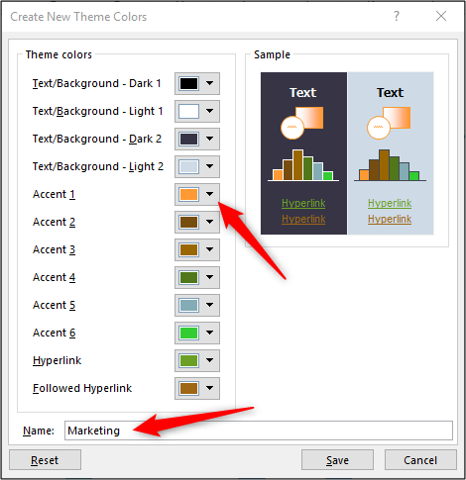 Create New Theme Colors
Theme colors
Text/Background - Dark 1
Text/Background - Light 1
Text/Background - Dark 2
Text/Background - Light 2
Accent 1
Accent 2
Accent 3
Accent 4
Accent 5
Accent 6
Hyperlink
Followed Hyperlink
Sample
Text Text
Hyperlink Hyperlink
Hyperlink Hyperlink
Name: Marketing
Reset Save Cancel